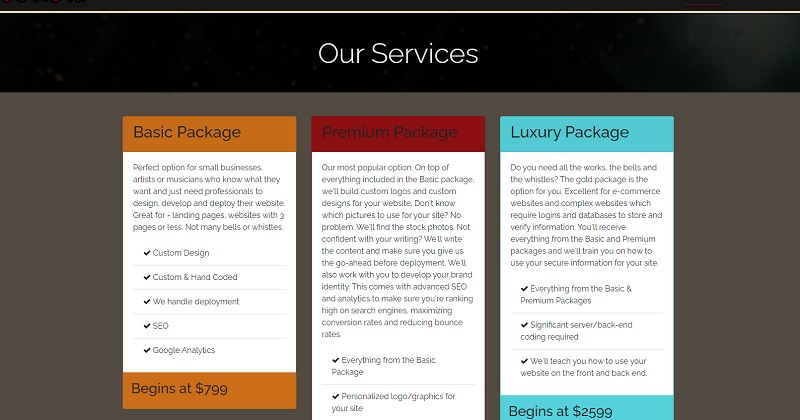 Our Services
Basic Package
Perfect option for small businesses,
artists or musicians who know what they
want and just need professionals to
design, develop and deploy their website.
Great for - landing pages, websites with 3
pages or less. Not many bells or whistles.
Custom Design
Custom & Hand Coded
We handle deployment
SEO
Google Analytics
Begins at $799
Premium Package
Our most popular option. On top of
everything included in the Basic package,
we'll build custom logos and custom
designs for your website. Don't know
which pictures to use for your site? No
problem. We'll find the stock photos. Not
confident with your writing? We'll write
the content and make sure you give us
the go-ahead before deployment. We'll
also work with you to develop your brand
identity. This comes with advanced SEO
and analytics to make sure you're ranking
high on search engines, maximizing
conversion rates and reducing bounce
rates.
Everything from the Basic
Package
Personalized logo/graphics for
your site
Luxury Package
Do you need all the works, the bells and
the whistles? The gold package is the
option for you. Excellent for e-commerce
websites and complex websites which
require logins and databases to store and
verify information. You'll receive
everything from the Basic and Premium
packages and we'll train you on how to
use your secure information for your site.
Everything from the Basic &
Premium Packages
Significant server/back-end
coding required
We'll teach you how to use your
website on the front and back end.
Begins at $2599